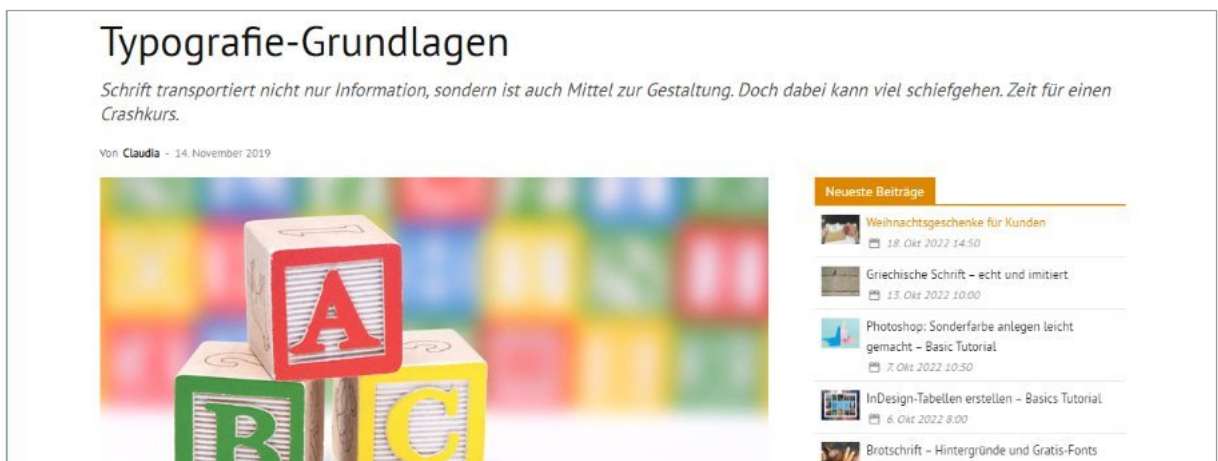 Typografie-Grundlagen
Schrift transportiert nicht nur Information, sondern ist auch Mittel zur Gestaltung. Doch dabei kann viel schiefgehen. Zeit für einen
Crashkurs.
Von Claudia - 14. November 2019
A
B
C
Neueste Beiträge
Weihnachtsgeschenke für Kunden
18. Okt 2022 14:50
Griechische Schrift – echt und imitiert
13. Okt 2022 10:00
Photoshop: Sonderfarbe anlegen leicht
gemacht – Basic Tutorial
7. Okt 2022 10:50
InDesign-Tabellen erstellen – Basics Tutorial
6. Okt 2022 8:00
Brotschrift – Hintergründe und Gratis-Fonts